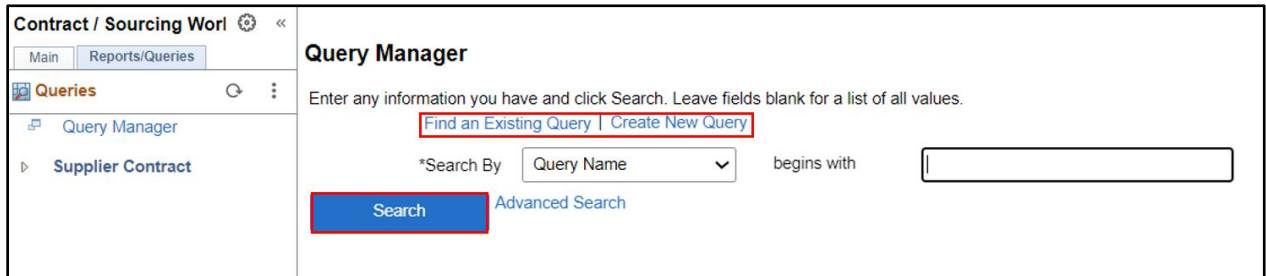 Contract / Sourcing Worl
Main Reports/Queries
Queries
Query Manager
Supplier Contract
Query Manager
Enter any information you have and click Search. Leave fields blank for a list of all values.
Find an Existing Query | Create New Query
*Search By Query Name begins with
Search Advanced Search